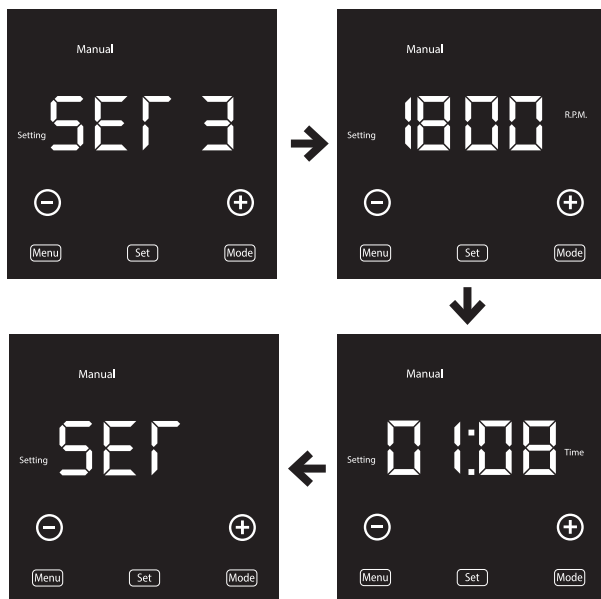 Manual
Setting SET 3
Menu Set Mode
Manual
Setting 1800 R.P.M.
Menu Set Mode
Manual
Setting 01:08 Time
Menu Set Mode
Manual
Setting SET
Menu Set Mode